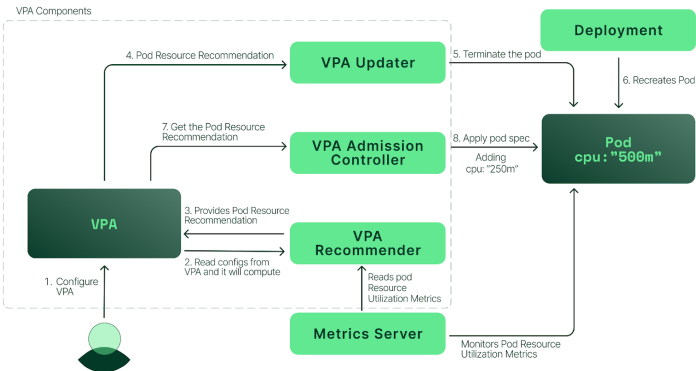 VPA Components
Deployment
4. Pod Resource Recommendation
VPA Updater
5. Terminate the pod
6. Recreates Pod
7. Get the Pod Resource
Recommendation
VPA Admission
Controller
8. Apply pod spec
Adding
cpu: "250m"
Pod
cpu:"500m"
VPA
3. Provides Pod Resource
Recommendation
VPA
Recommender
2. Read configs from
VPA and it will compute
1. Configure
VPA
Reads pod
Resource
Utilization Metrics
Metrics Server
Monitors Pod Resource
Utilization Metrics